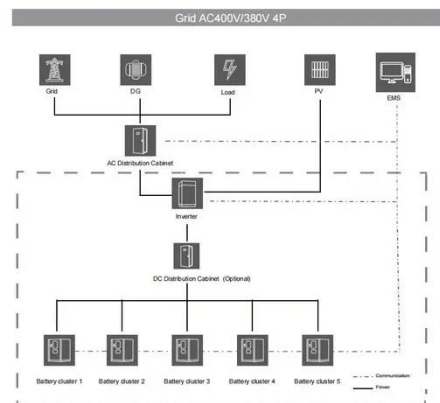 Grid AC400V/380V 4P
Grid
DG
Load
PV
EMS
AC Distribution Cabinet
Inverter
DC Distribution Cabinet (Optional)
Battery cluster 1
Battery cluster 2
Battery cluster 3
Battery cluster 4
Battery cluster 5
Communication
Power